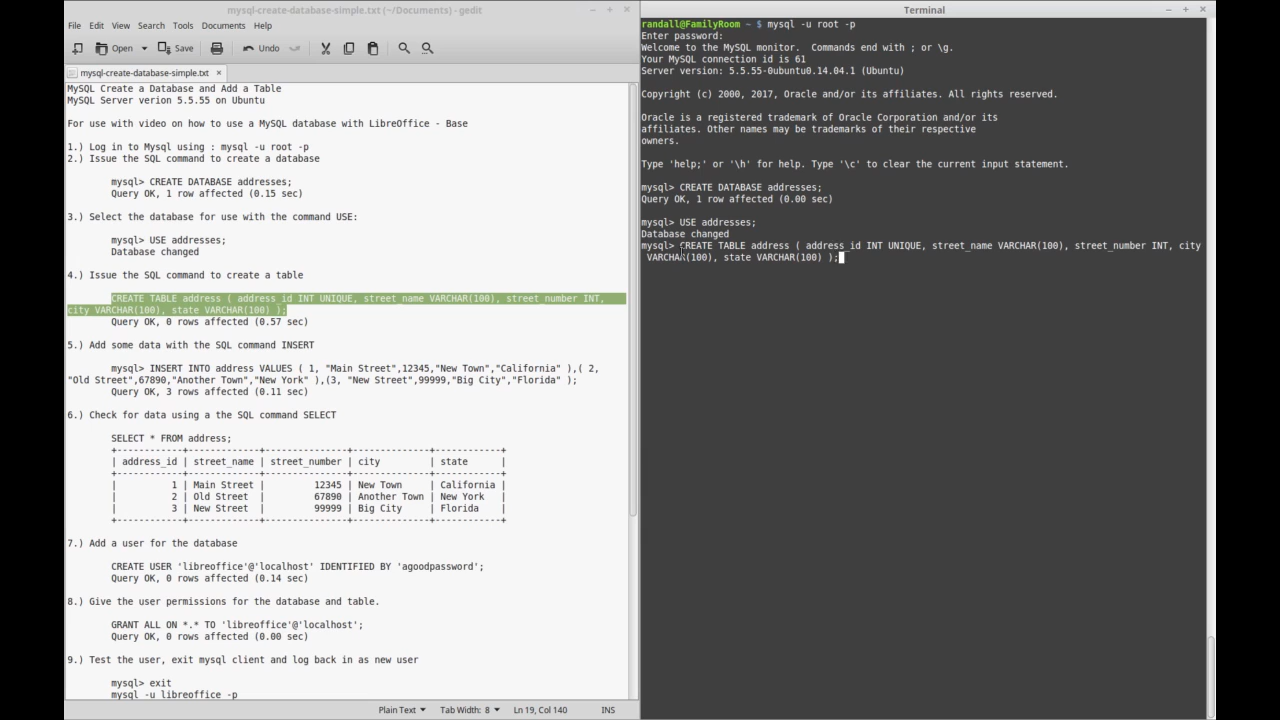 mysql-create-database-simple.txt (~/Documents) - gedit
File Edit View Search Tools Documents Help
Open Save Undo
mysql-create-database-simple.txt ×
MySQL Create a Database and Add a Table
MySQL Server verion 5.5.55 on Ubuntu
For use with video on how to use a MySQL database with LibreOffice - Base
1.) Log in to Mysql using : mysql -u root -p
2.) Issue the SQL command to create a database
mysql> CREATE DATABASE addresses;
Query OK, 1 row affected (0.15 sec)
3.) Select the database for use with the command USE:
mysql> USE addresses;
Database changed
4.) Issue the SQL command to create a table
CREATE TABLE address ( address_id INT UNIQUE, street_name VARCHAR(100), street_number INT,
city VARCHAR(100), state VARCHAR(100) );
Query OK, 0 rows affected (0.57 sec)
5.) Add some data with the SQL command INSERT
mysql> INSERT INTO address VALUES ( 1, "Main Street",12345,"New Town","California" ),( 2,
"Old Street",67890,"Another Town","New York" ),(3, "New Street",99999,"Big City","Florida" );
Query OK, 3 rows affected (0.11 sec)
6.) Check for data using a the SQL command SELECT
SELECT * FROM address;
+------------+-------------+---------------+--------------+------------+
| address_id | street_name | street_number | city | state |
+------------+-------------+---------------+--------------+------------+
| 1 | Main Street | 12345 | New Town | California |
| 2 | Old Street | 67890 | Another Town | New York |
| 3 | New Street | 99999 | Big City | Florida |
+------------+-------------+---------------+--------------+------------+
7.) Add a user for the database
CREATE USER 'libreoffice'@'localhost' IDENTIFIED BY 'agoodpassword';
Query OK, 0 rows affected (0.14 sec)
8.) Give the user permissions for the database and table.
GRANT ALL ON *.* TO 'libreoffice'@'localhost';
Query OK, 0 rows affected (0.00 sec)
9.) Test the user, exit mysql client and log back in as new user
mysql> exit
mysql -u libreoffice -p
Plain Text Tab Width: 8 Ln 19, Col 140 INS
Terminal
randall@FamilyRoom ~ $ mysql -u root -p
Enter password:
Welcome to the MySQL monitor. Commands end with ; or \g.
Your MySQL connection id is 61
Server version: 5.5.55-0ubuntu0.14.04.1 (Ubuntu)
Copyright (c) 2000, 2017, Oracle and/or its affiliates. All rights reserved.
Oracle is a registered trademark of Oracle Corporation and/or its
affiliates. Other names may be trademarks of their respective
owners.
Type 'help;' or '\h' for help. Type '\c' to clear the current input statement.
mysql> CREATE DATABASE addresses;
Query OK, 1 row affected (0.00 sec)
mysql> USE addresses;
Database changed
mysql> CREATE TABLE address ( address_id INT UNIQUE, street_name VARCHAR(100), street_number INT, city
VARCHAR(100), state VARCHAR(100) );